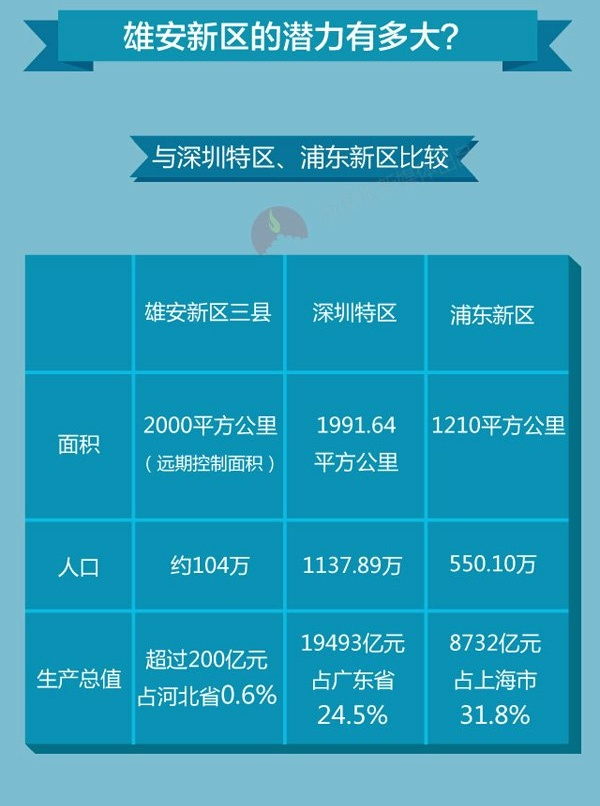 雄安新区的潜力有多大?
与深圳特区、浦东新区比较
雄安新区三县
深圳特区
浦东新区
面积
2000平方公里
(远期控制面积)
1991.64
平方公里
1210平方公里
人口
约104万
1137.89万
550.10万
生产总值
超过200亿元
占河北省0.6%
19493亿元
占广东省
24.5%
8732亿元
占上海市
31.8%